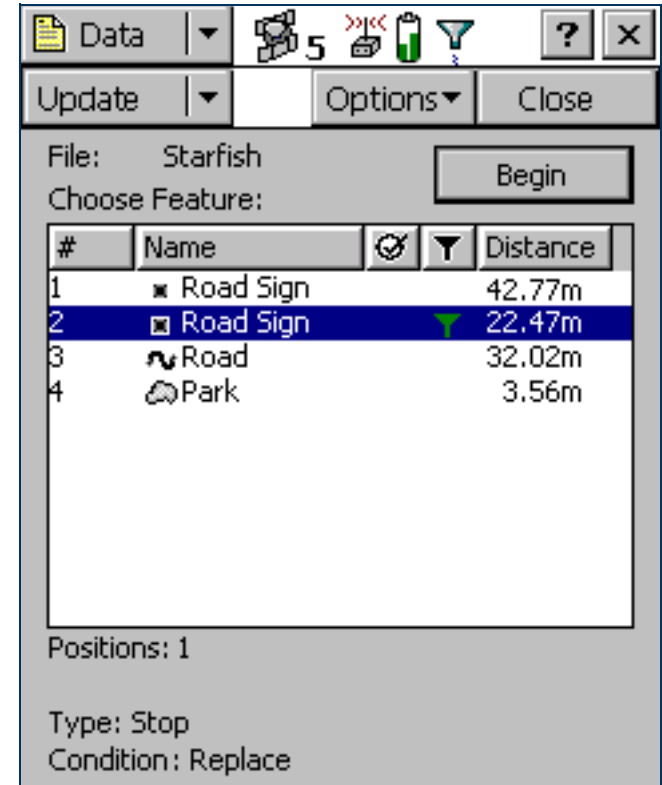 Data 5 ?
Update Options Close
File: Starfish Begin
Choose Feature:
# Name Distance
1 Road Sign 42.77m
2 Road Sign 22.47m
3 Road 32.02m
4 Park 3.56m
Positions: 1
Type: Stop
Condition: Replace